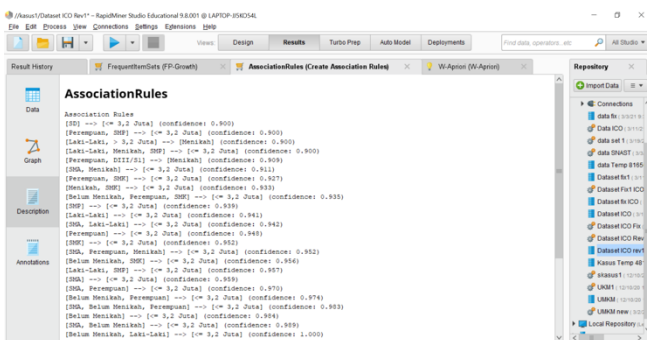 //kasus1/Dataset ICO Rev1* – RapidMiner Studio Educational 9.8.001 @ LAPTOP-JISKO54L
File Edit Process View Connections Settings Extensions Help
Views: Design Results Turbo Prep Auto Model Deployments
Find data, operators...etc All Studio
Result History FrequentItemSets (FP-Growth) AssociationRules (Create Association Rules) W-Apriori (W-Apriori)
Data
Graph
Description
Annotations
AssociationRules
Association Rules
[SD] --> [<= 3,2 Juta] (confidence: 0.900)
[Perempuan, SMP] --> [<= 3,2 Juta] (confidence: 0.900)
[Laki-Laki, > 3,2 Juta] --> [Menikah] (confidence: 0.900)
[Laki-Laki, Menikah, SMP] --> [<= 3,2 Juta] (confidence: 0.900)
[Perempuan, DIII/S1] --> [Menikah] (confidence: 0.909)
[SMA, Menikah] --> [<= 3,2 Juta] (confidence: 0.911)
[Perempuan, SMK] --> [<= 3,2 Juta] (confidence: 0.927)
[Menikah, SMK] --> [<= 3,2 Juta] (confidence: 0.933)
[Belum Menikah, Perempuan, SMK] --> [<= 3,2 Juta] (confidence: 0.935)
[SMP] --> [<= 3,2 Juta] (confidence: 0.939)
[Laki-Laki] --> [<= 3,2 Juta] (confidence: 0.941)
[SMA, Laki-Laki] --> [<= 3,2 Juta] (confidence: 0.942)
[Perempuan] --> [<= 3,2 Juta] (confidence: 0.948)
[SMK] --> [<= 3,2 Juta] (confidence: 0.952)
[SMA, Perempuan, Menikah] --> [<= 3,2 Juta] (confidence: 0.952)
[Belum Menikah, SMK] --> [<= 3,2 Juta] (confidence: 0.956)
[Laki-Laki, SMP] --> [<= 3,2 Juta] (confidence: 0.957)
[SMA] --> [<= 3,2 Juta] (confidence: 0.959)
[SMA, Perempuan] --> [<= 3,2 Juta] (confidence: 0.970)
[Belum Menikah, Perempuan] --> [<= 3,2 Juta] (confidence: 0.974)
[SMA, Belum Menikah, Perempuan] --> [<= 3,2 Juta] (confidence: 0.983)
[Belum Menikah] --> [<= 3,2 Juta] (confidence: 0.984)
[SMA, Belum Menikah] --> [<= 3,2 Juta] (confidence: 0.989)
[Belum Menikah, Laki-Laki] --> [<= 3,2 Juta] (confidence: 1.000)
Repository
Import Data
Connections
data fix
Data ICO
data set 1
data SNAST
data Temp 8165
Dataset fix1
Dataset Fix1 ICO
Dataset fix ICO
Dataset ICO
Dataset ICO Fix
Dataset ICO Rev
Dataset ICO rev1
Kasus Temp 48
skasus1
UKM1
UMKM
UMKM new
Local Repository